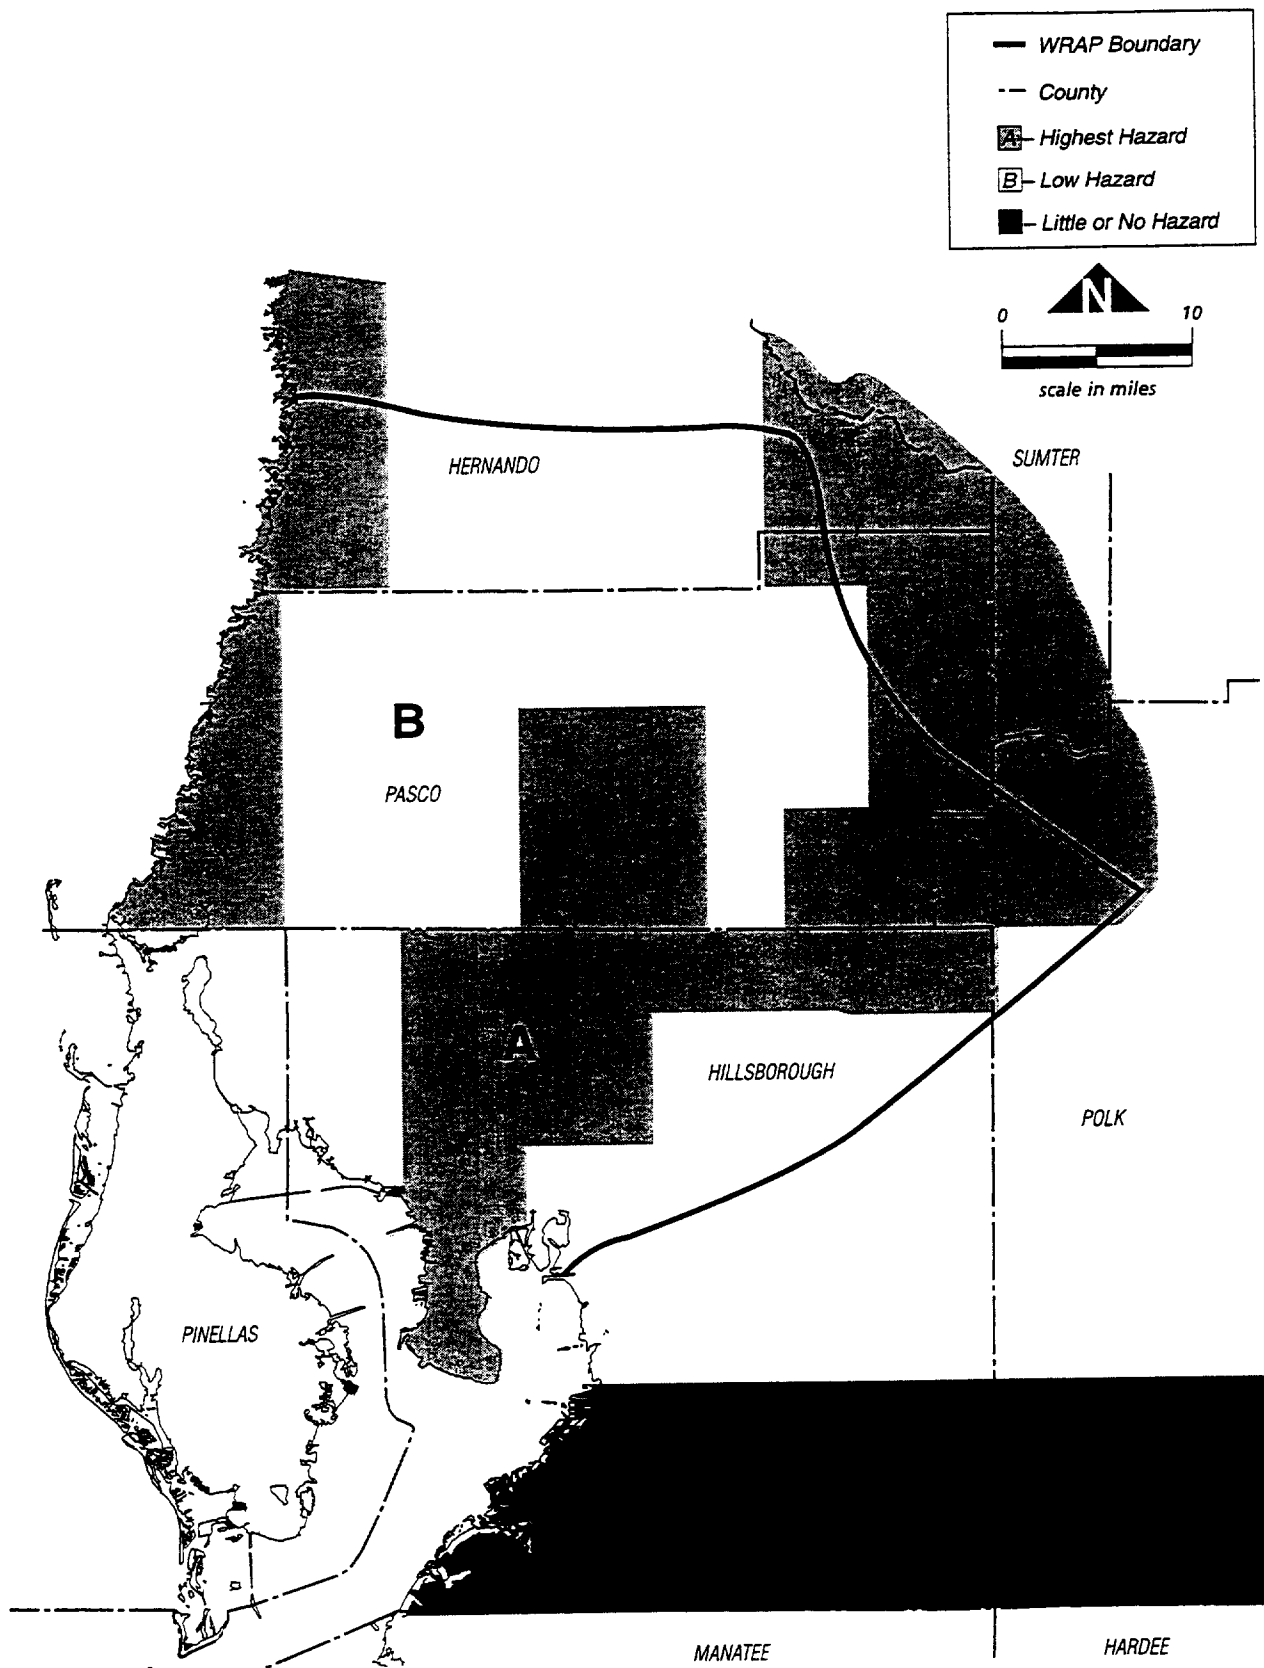 WRAP Boundary
County
A Highest Hazard
B Low Hazard
Little or No Hazard
N
0 10
scale in miles
HERNANDO
SUMTER
B
PASCO
A
HILLSBOROUGH
POLK
PINELLAS
MANATEE
HARDEE